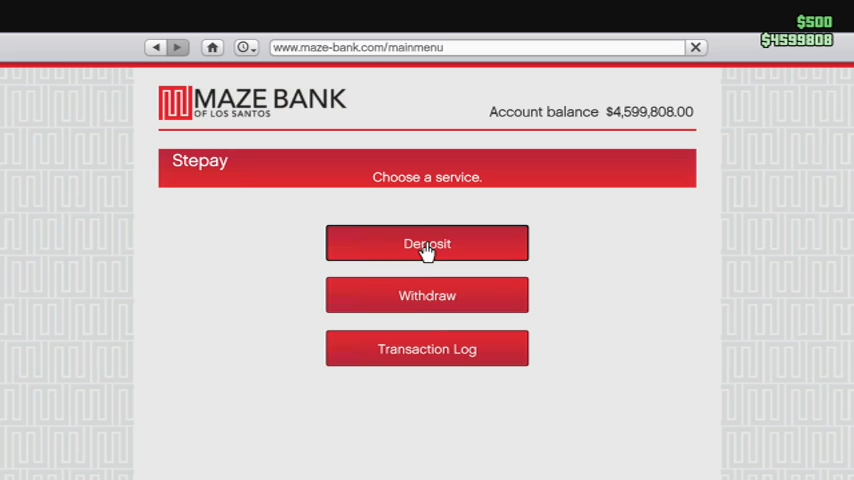 $500
$4599808
www.maze-bank.com/mainmenu
MAZE BANK
OF LOS SANTOS
Account balance $4,599,808.00
Stepay
Choose a service.
Deposit
Withdraw
Transaction Log